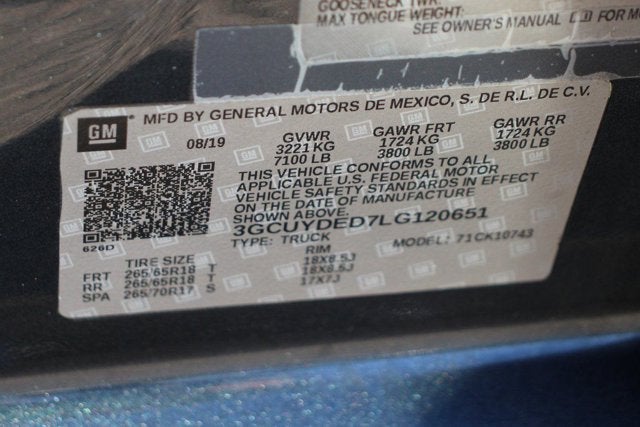 GOOSENECK TWR:
MAX TONGUE WEIGHT:
SEE OWNER'S MANUAL FOR M
GM MFD BY GENERAL MOTORS DE MEXICO, S. DE R.L. DE C.V.
08/19 GVWR GAWR FRT GAWR RR
3221 KG 1724 KG 1724 KG
7100 LB 3800 LB 3800 LB
THIS VEHICLE CONFORMS TO ALL
APPLICABLE U.S. FEDERAL MOTOR
VEHICLE SAFETY STANDARDS IN EFFECT
ON THE DATE OF MANUFACTURE
SHOWN ABOVE.
3GCUYDED7LG120651
626D
TYPE: TRUCK MODEL: 71CK10743
TIRE SIZE RIM
FRT 265/65R18 T 18X8.5J
RR 265/65R18 T 18X8.5J
SPA 265/70R17 S 17X7J